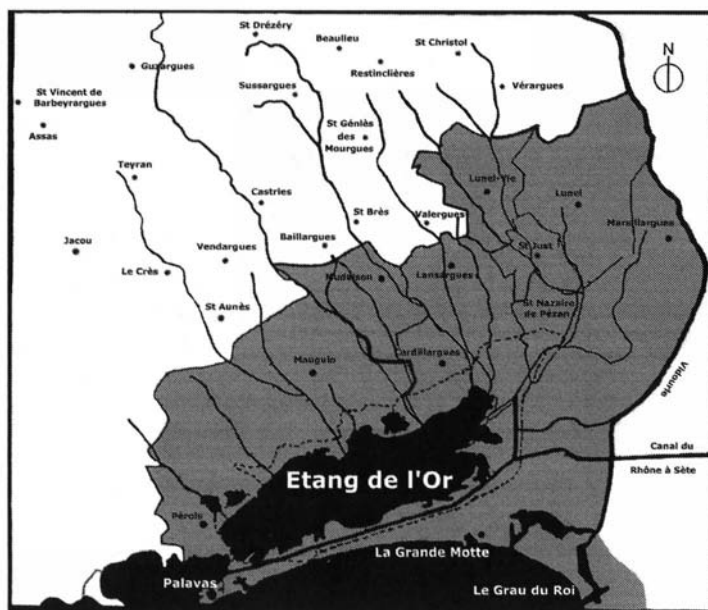 St Drézéry
Beaulieu
St Christol
N
Guzargues
Restinclières
St Vincent de
Barbeyrargues
Sussargues
Vérargues
Assas
St Géniès
des
Mourgues
Teyran
Castries
Lunel-Vie
Lunel
St Brès
Valergues
Marsillargues
Jacou
Vendargues
Baillargues
St Just
Le Crès
Mudaison
Lansargues
St Aunès
St Nazaire
de Pézan
Mauguio
Candillargues
Vidourle
Canal du
Rhône à Sète
Etang de l'Or
Pérols
La Grande Motte
Palavas
Le Grau du Roi